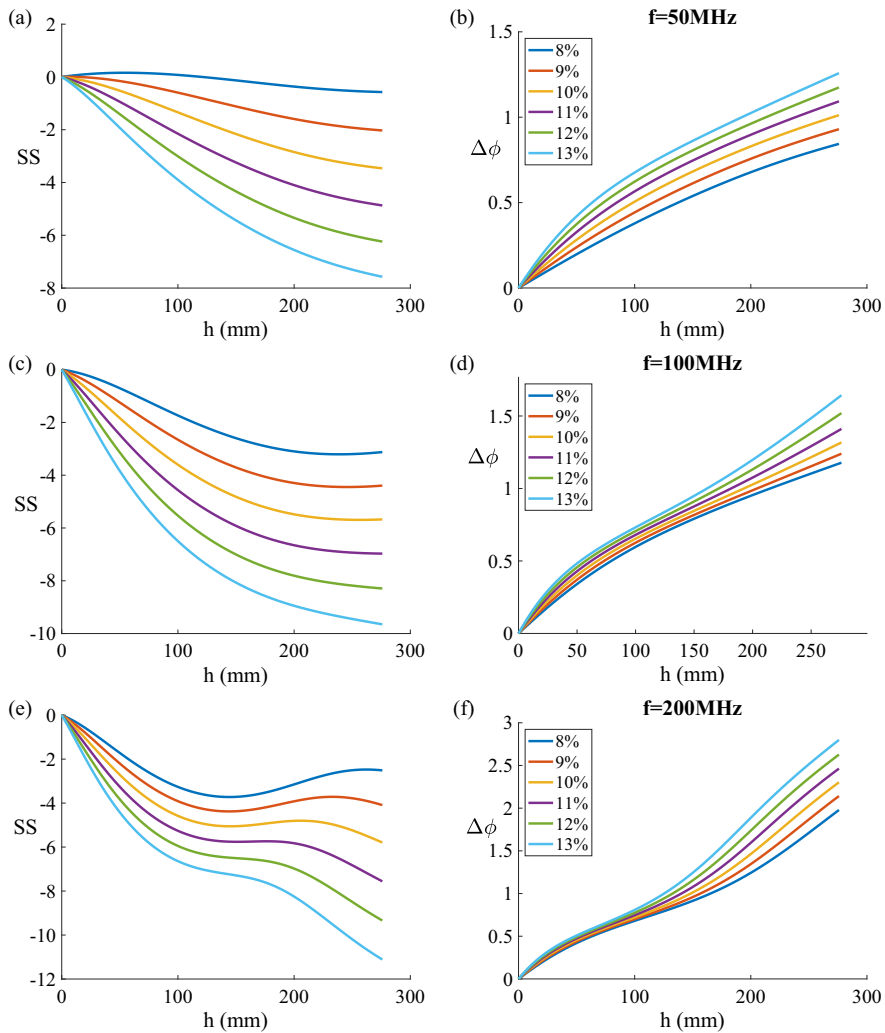 (a)
2
0
-2
-4
-6
-8
SS
0 100 200 300
h (mm)
(b) f=50MHz
1.5
1
0.5
0
Δϕ
8%
9%
10%
11%
12%
13%
0 100 200 300
h (mm)
(c)
0
-2
-4
-6
-8
-10
SS
0 100 200 300
h (mm)
(d) f=100MHz
1.5
1
0.5
0
Δϕ
8%
9%
10%
11%
12%
13%
0 50 100 150 200 250
h (mm)
(e)
0
-2
-4
-6
-8
-10
-12
SS
0 100 200 300
h (mm)
(f) f=200MHz
3
2.5
2
1.5
1
0.5
0
Δϕ
8%
9%
10%
11%
12%
13%
0 100 200 300
h (mm)